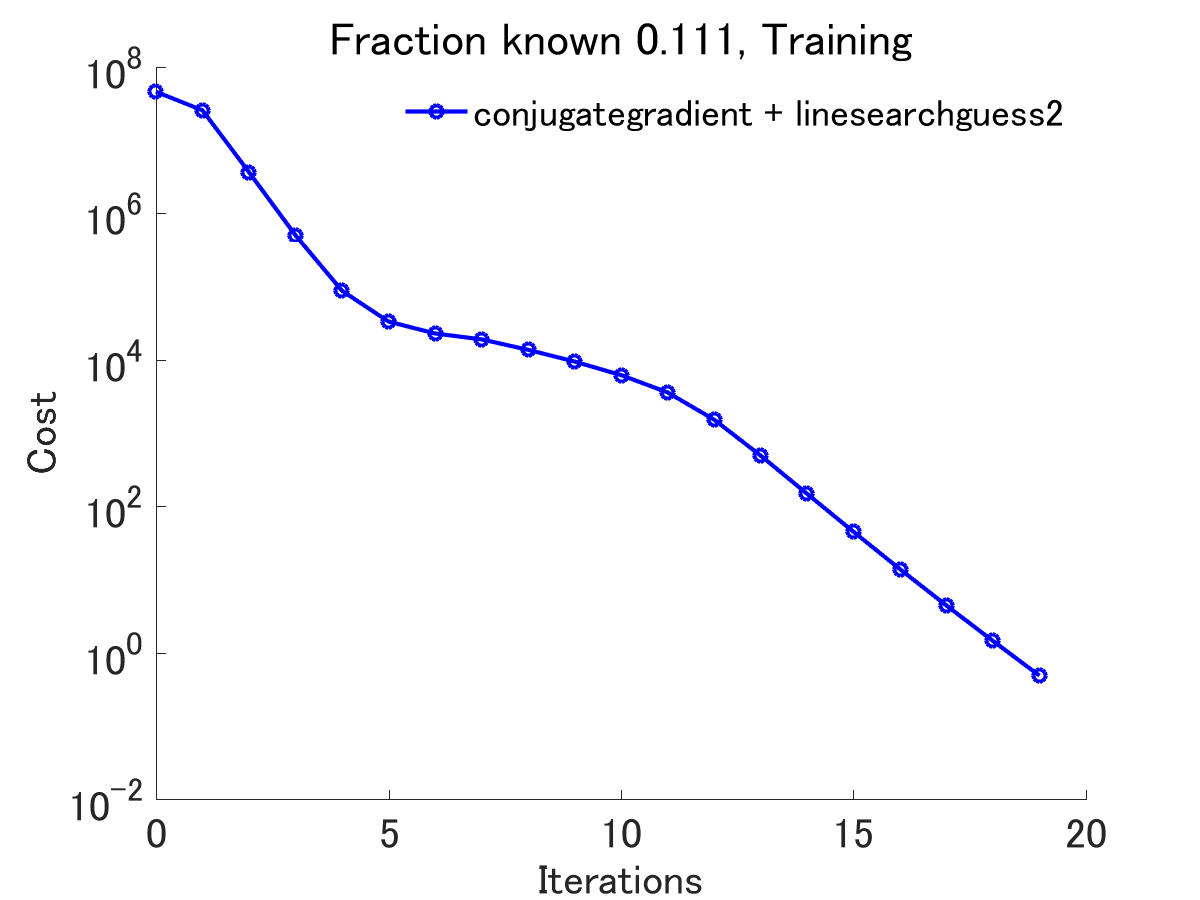 Fraction known 0.111, Training
conjugategradient + linesearchguess2
10^8
10^6
10^4
10^2
10^0
10^-2
Cost
0 5 10 15 20
Iterations